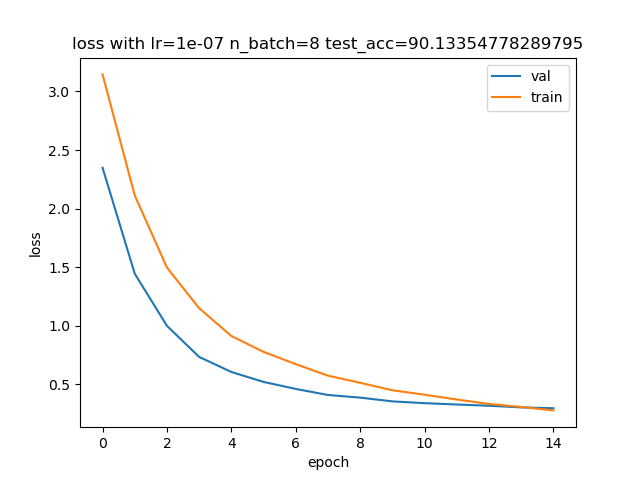 loss with lr=1e-07 n_batch=8 test_acc=90.13354778289795
val
train
3.0
2.5
2.0
1.5
1.0
0.5
loss
0 2 4 6 8 10 12 14
epoch